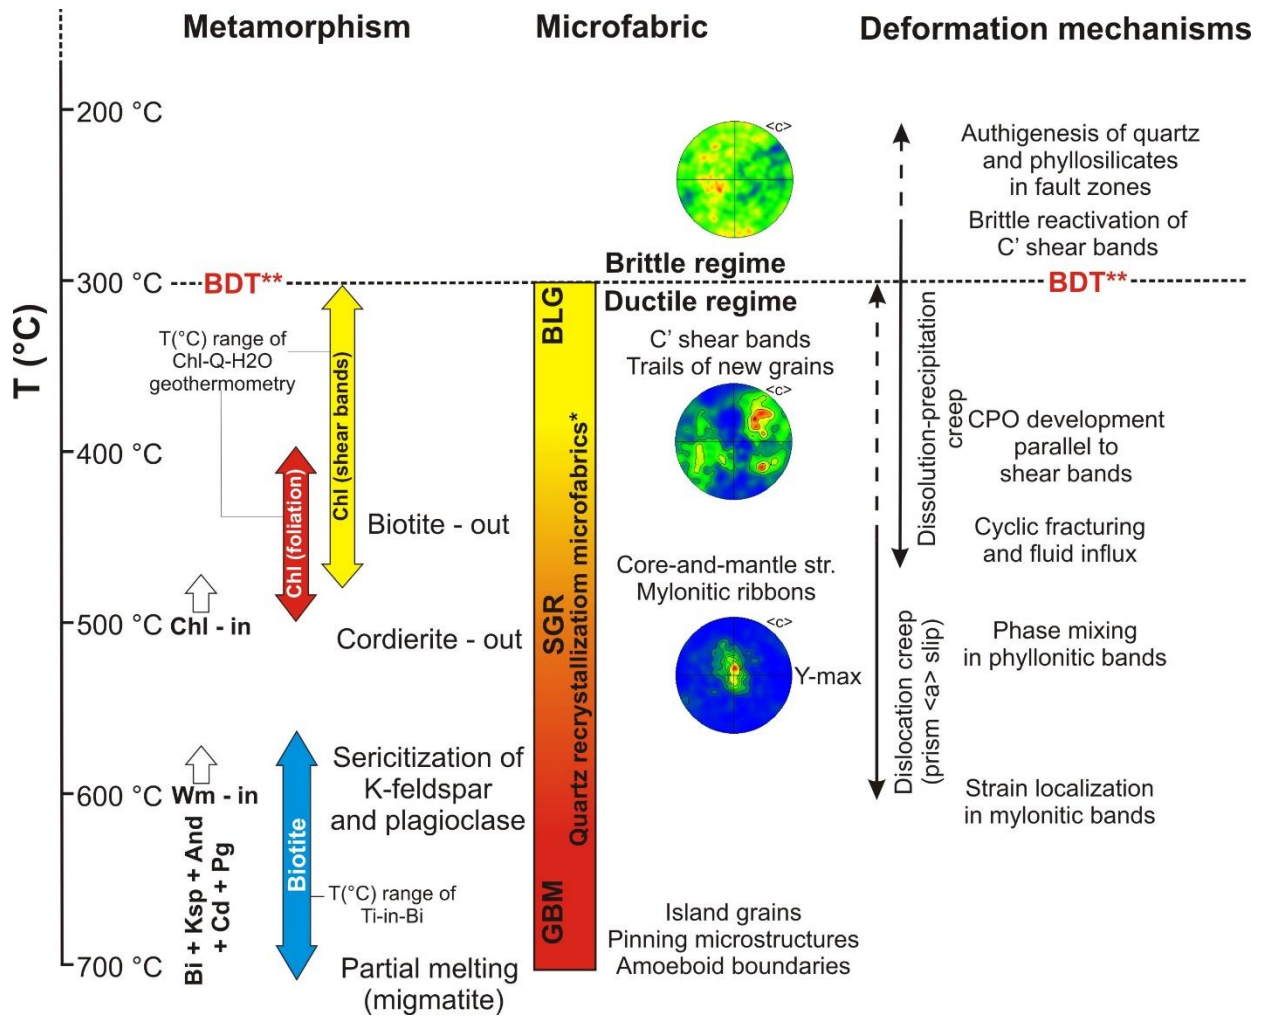 Metamorphism
Microfabric
Deformation mechanisms
T (°C)
200 °C
300 °C
400 °C
500 °C
600 °C
700 °C
BDT**
T(°C) range of
Chl-Q-H2O
geothermometry
Chl (shear bands)
Chl (foliation)
Biotite - out
Chl - in
Cordierite - out
Wm - in
Bi + Ksp + And
+ Cd + Pg
Biotite
Sericitization of
K-feldspar
and plagioclase
T(°C) range of
Ti-in-Bi
Partial melting
(migmatite)
BLG
SGR
GBM
Quartz recrystallizatiom microfabrics*
<c>
Brittle regime
Ductile regime
C' shear bands
Trails of new grains
<c>
Core-and-mantle str.
Mylonitic ribbons
<c>
Y-max
Island grains
Pinning microstructures
Amoeboid boundaries
Dissolution-precipitation
creep
Dislocation creep
(prism <a> slip)
Authigenesis of quartz
and phyllosilicates
in fault zones
Brittle reactivation of
C' shear bands
BDT**
CPO development
parallel to
shear bands
Cyclic fracturing
and fluid influx
Phase mixing
in phyllonitic bands
Strain localization
in mylonitic bands